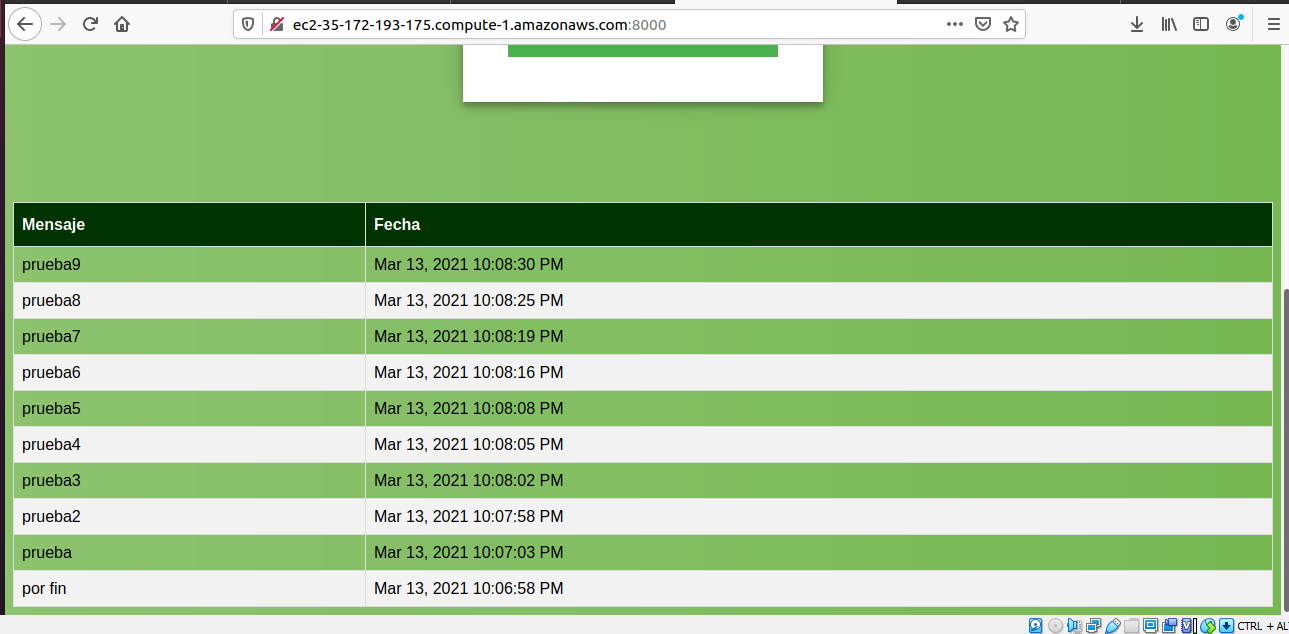 ec2-35-172-193-175.compute-1.amazonaws.com:8000
Mensaje Fecha
prueba9 Mar 13, 2021 10:08:30 PM
prueba8 Mar 13, 2021 10:08:25 PM
prueba7 Mar 13, 2021 10:08:19 PM
prueba6 Mar 13, 2021 10:08:16 PM
prueba5 Mar 13, 2021 10:08:08 PM
prueba4 Mar 13, 2021 10:08:05 PM
prueba3 Mar 13, 2021 10:08:02 PM
prueba2 Mar 13, 2021 10:07:58 PM
prueba Mar 13, 2021 10:07:03 PM
por fin Mar 13, 2021 10:06:58 PM
CTRL + AL